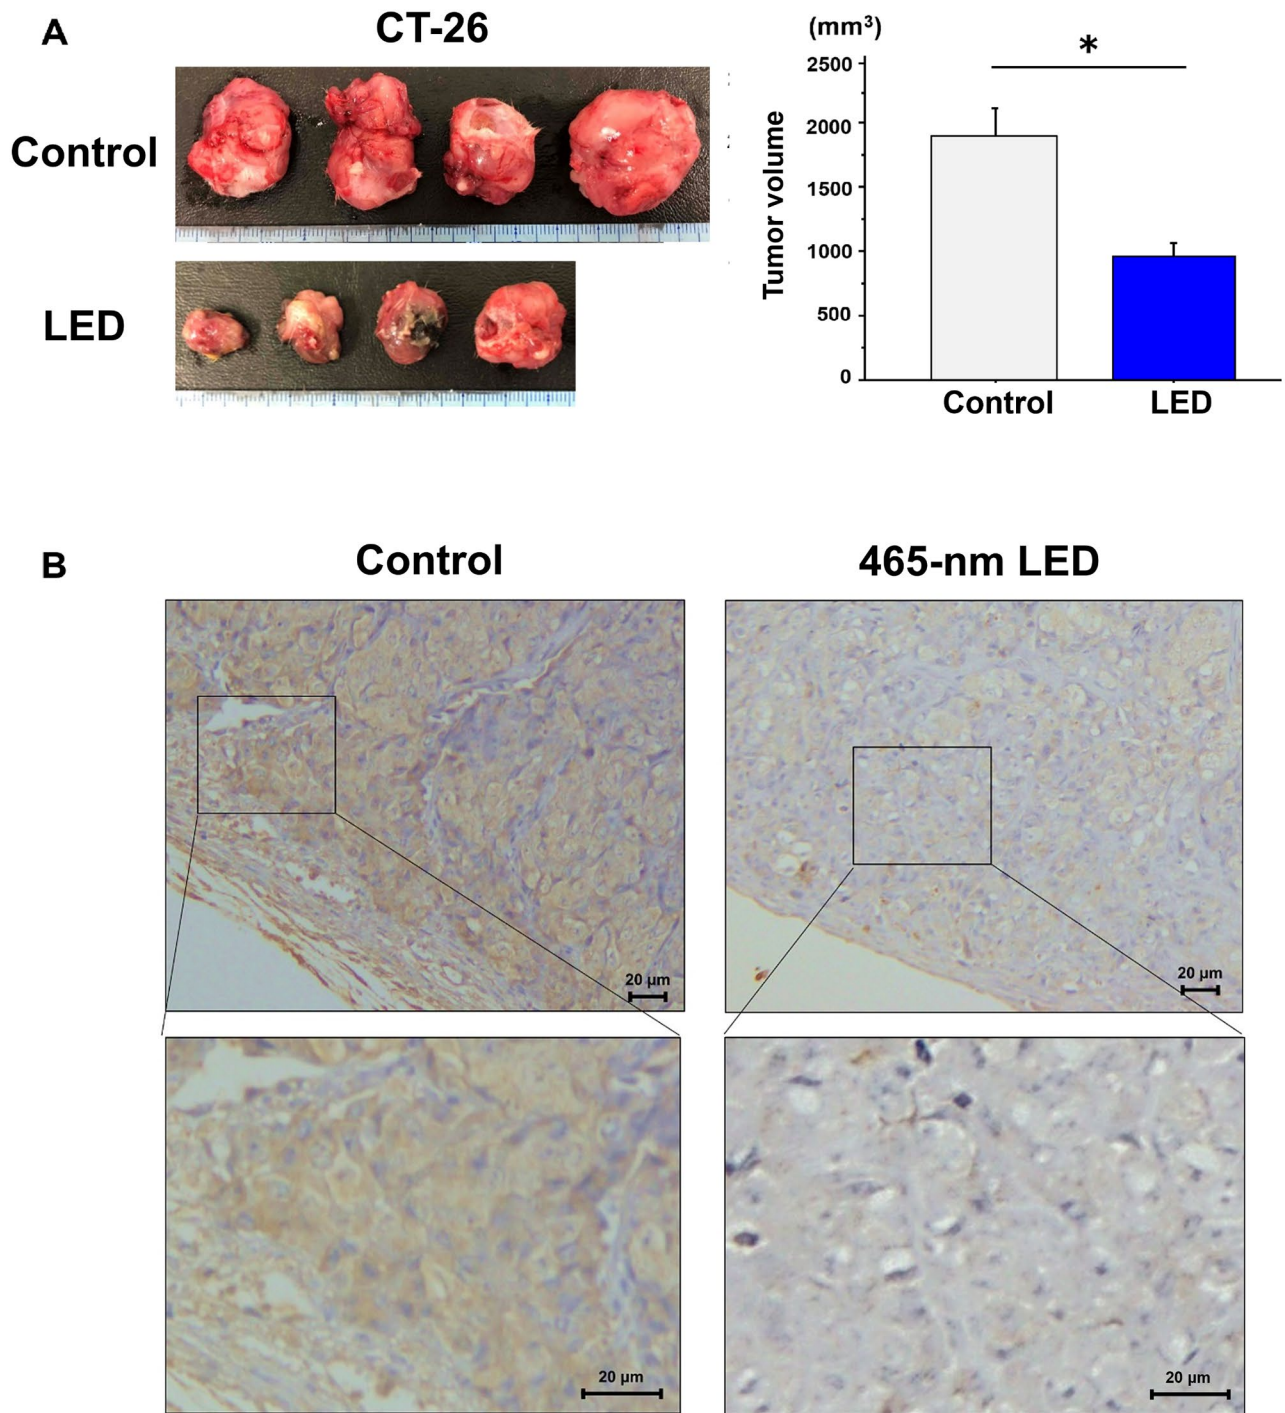 A
CT-26
Control
LED
(mm³)
*
Tumor volume
2500
2000
1500
1000
500
0
Control
LED
B
Control
465-nm LED
20 µm
20 µm
20 µm
20 µm